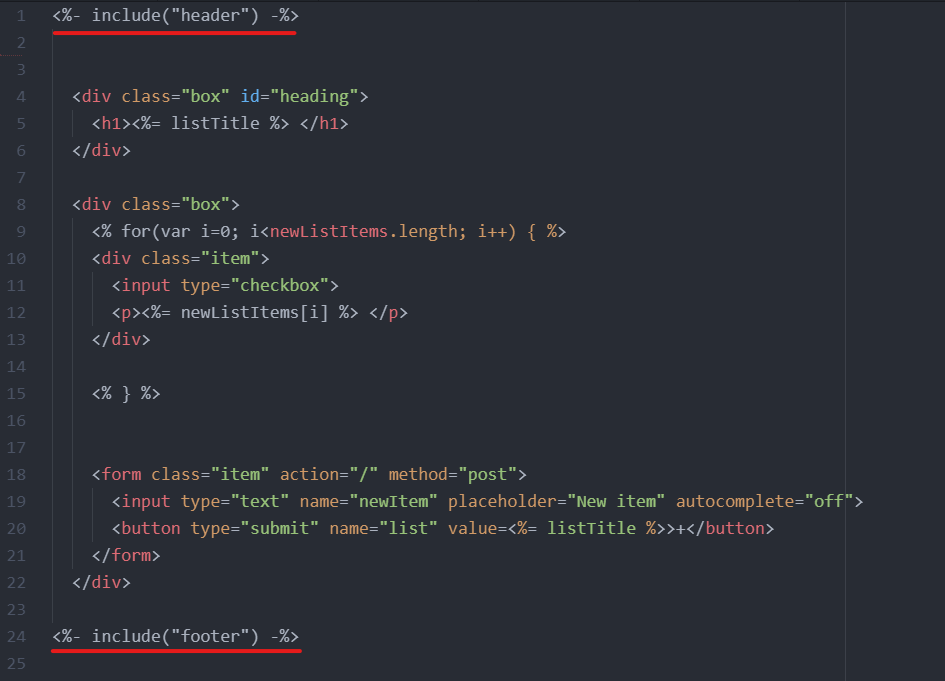 1 <%- include("header") -%>
2
3
4 <div class="box" id="heading">
5 <h1><%= listTitle %> </h1>
6 </div>
7
8 <div class="box">
9 <% for(var i=0; i<newListItems.length; i++) { %>
10 <div class="item">
11 <input type="checkbox">
12 <p><%= newListItems[i] %> </p>
13 </div>
14
15 <% } %>
16
17
18 <form class="item" action="/" method="post">
19 <input type="text" name="newItem" placeholder="New item" autocomplete="off">
20 <button type="submit" name="list" value=<%= listTitle %>>+</button>
21 </form>
22 </div>
23
24 <%- include("footer") -%>
25